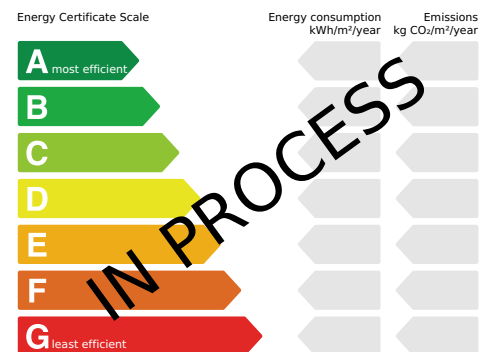 Energy Certificate Scale
Energy consumption
kWh/m²/year
Emissions
kg CO₂/m²/year
A most efficient
B
C
D
E
F
G least efficient
IN PROCESS